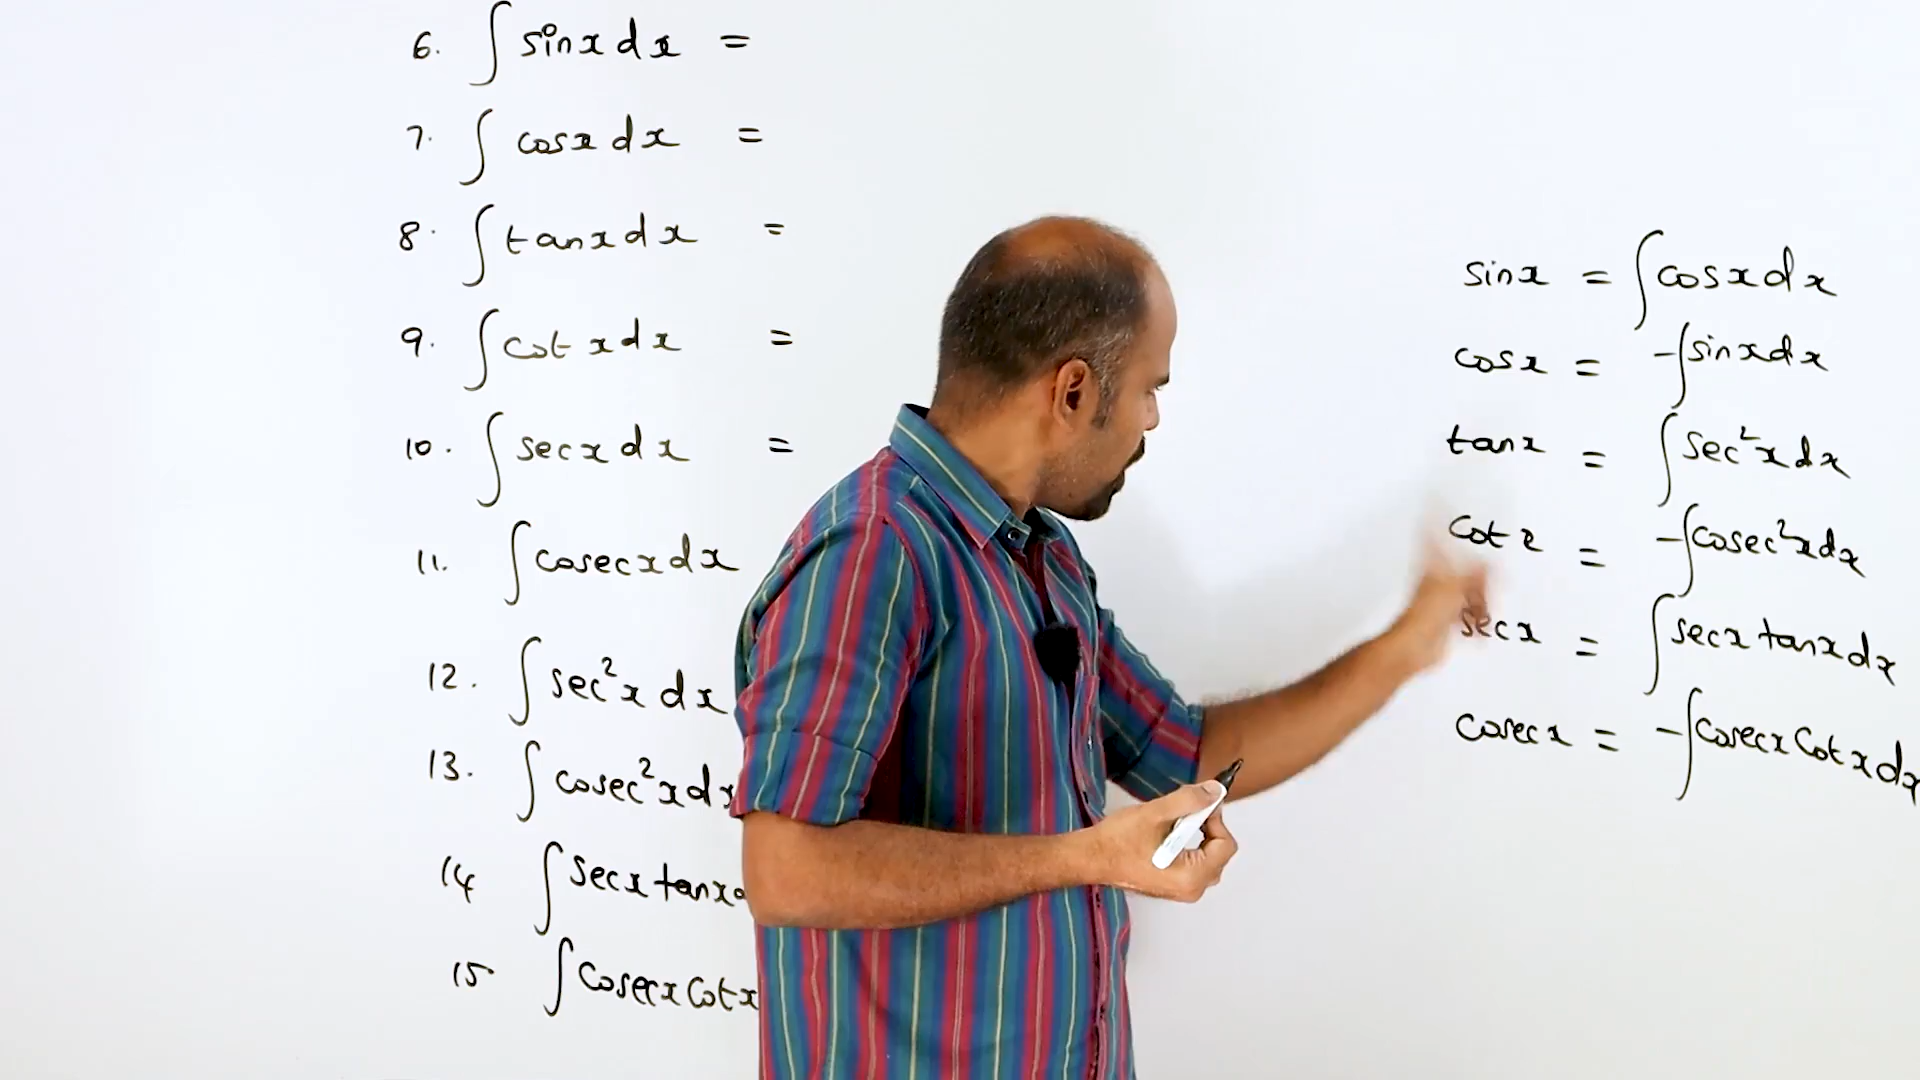 6. ∫ sinx dx =
7. ∫ cosx dx =
8. ∫ tanx dx =
9. ∫ cot x dx =
10. ∫ secx dx =
11. ∫ cosecx dx
12. ∫ sec²x dx
13. ∫ cosec²x dx
14 ∫ secx tanx
15 ∫ cosecx cotx
sinx = ∫ cosx dx
cosx = -∫ sinx dx
tanx = ∫ sec²x dx
cotx = -∫ cosec²x dx
secx = ∫ secx tanx dx
cosecx = -∫ cosecx cotx dx